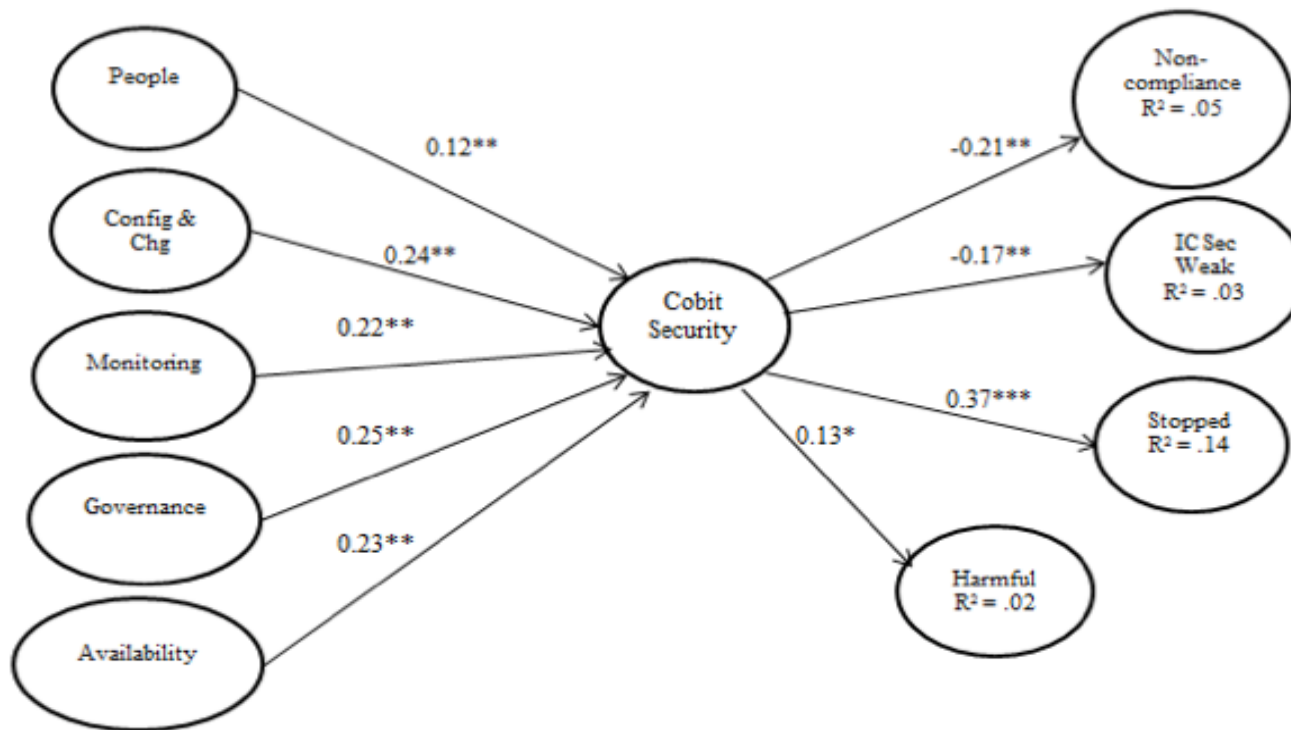 People
0.12**
Config &
Chg
0.24**
Monitoring
0.22**
Governance
0.25**
Availability
0.23**
Cobit
Security
-0.21**
Non-
compliance
R² = .05
-0.17**
IC Sec
Weak
R² = .03
0.37***
Stopped
R² = .14
0.13*
Harmful
R² = .02